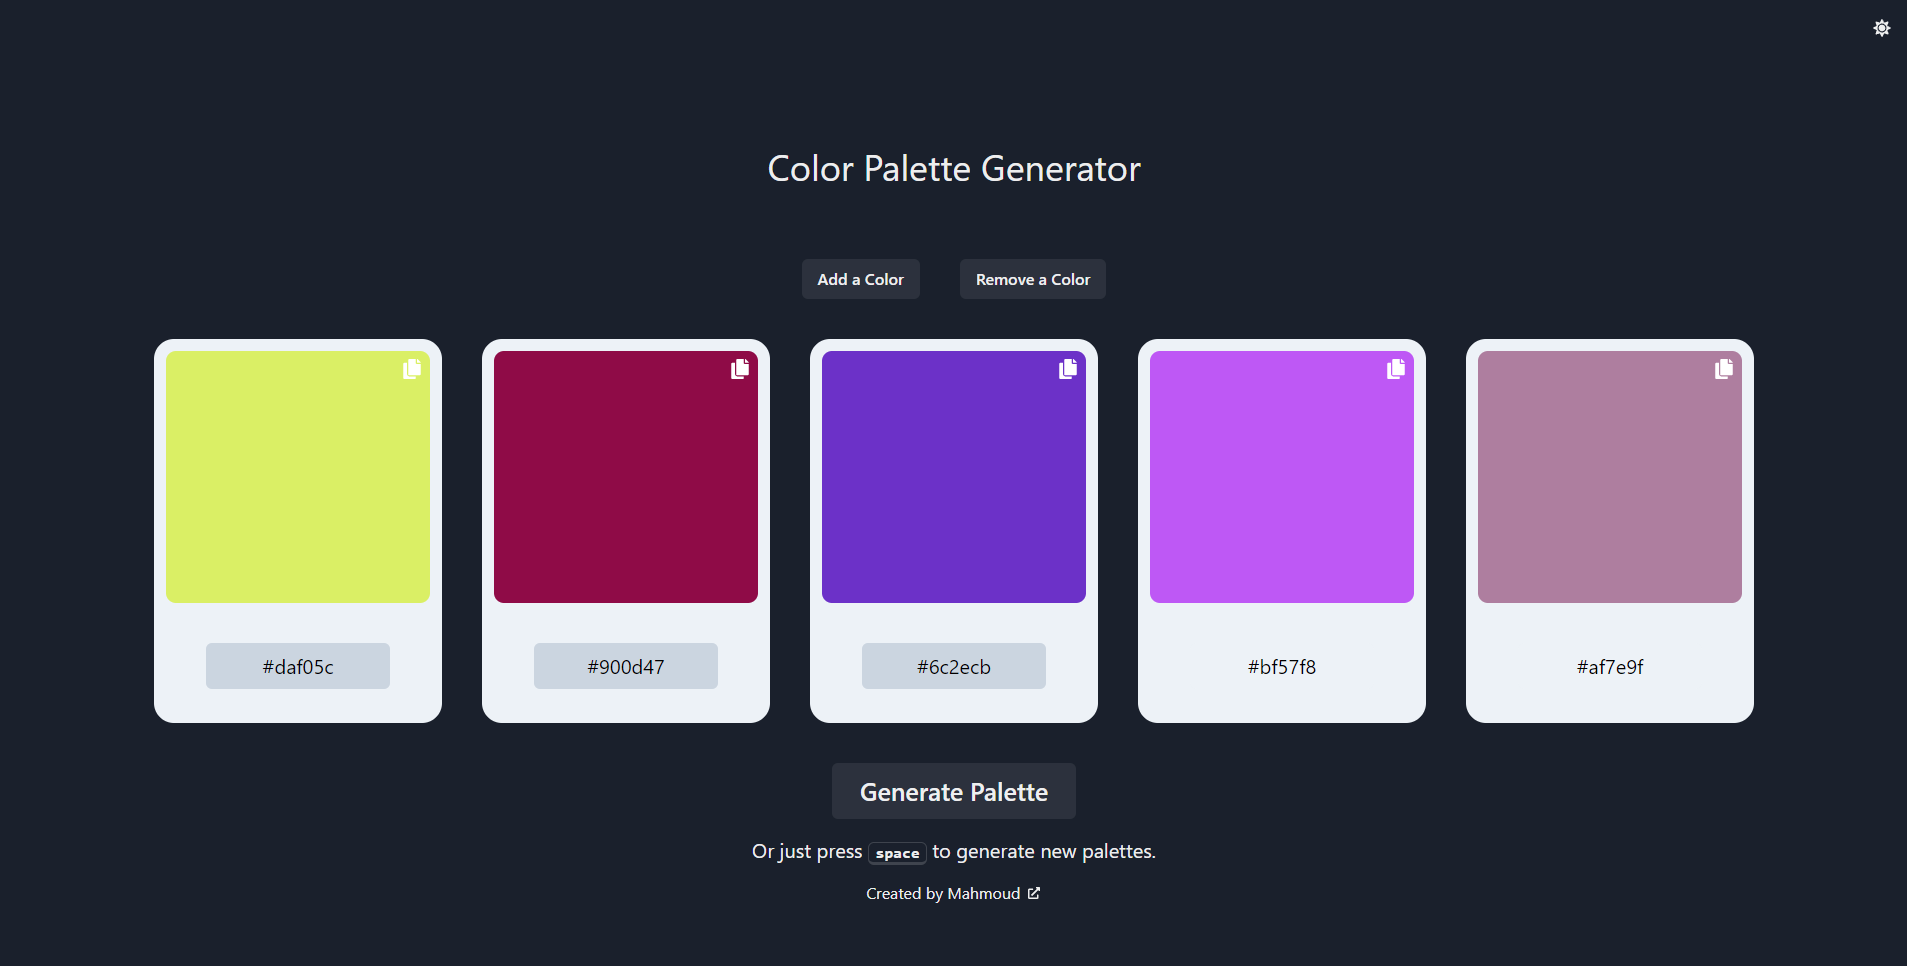 Color Palette Generator
Add a Color Remove a Color
#daf05c #900d47 #6c2ecb #bf57f8 #af7e9f
Generate Palette
Or just press space to generate new palettes.
Created by Mahmoud